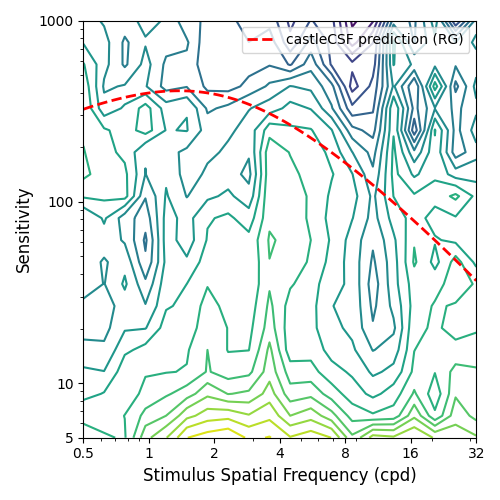 1000
castleCSF prediction (RG)
Sensitivity
100
10
5
0.5 1 2 4 8 16 32
Stimulus Spatial Frequency (cpd)